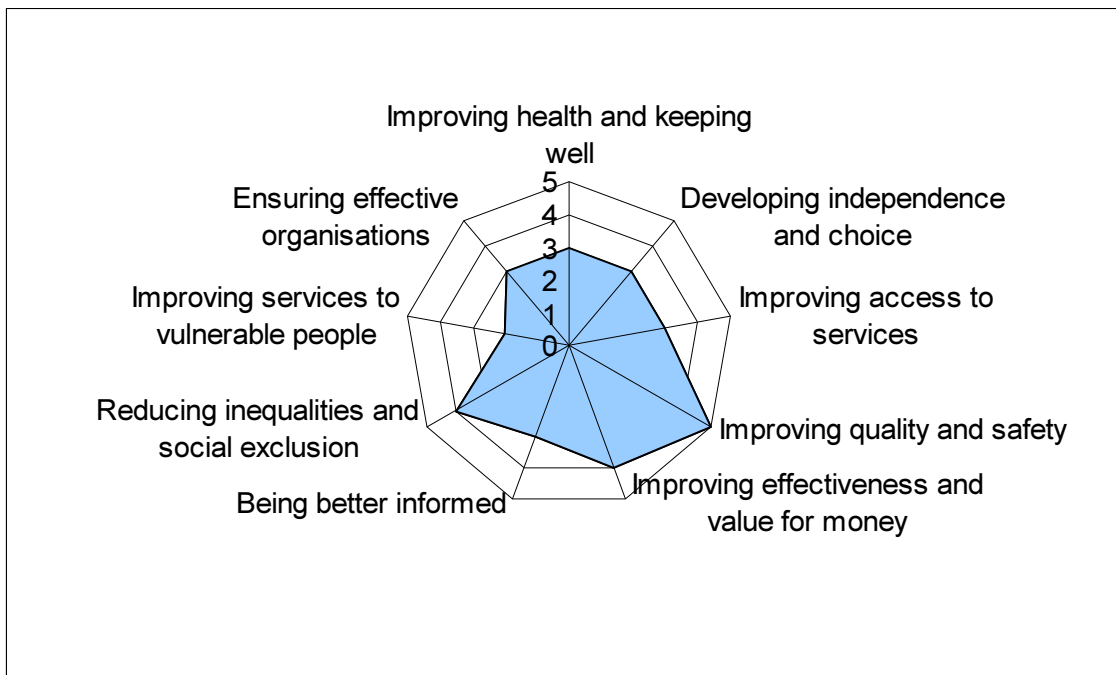 Improving health and keeping
well
Developing independence
and choice
Improving access to
services
Improving quality and safety
Improving effectiveness and
value for money
Being better informed
Reducing inequalities and
social exclusion
Improving services to
vulnerable people
Ensuring effective
organisations
5
4
3
2
1
0